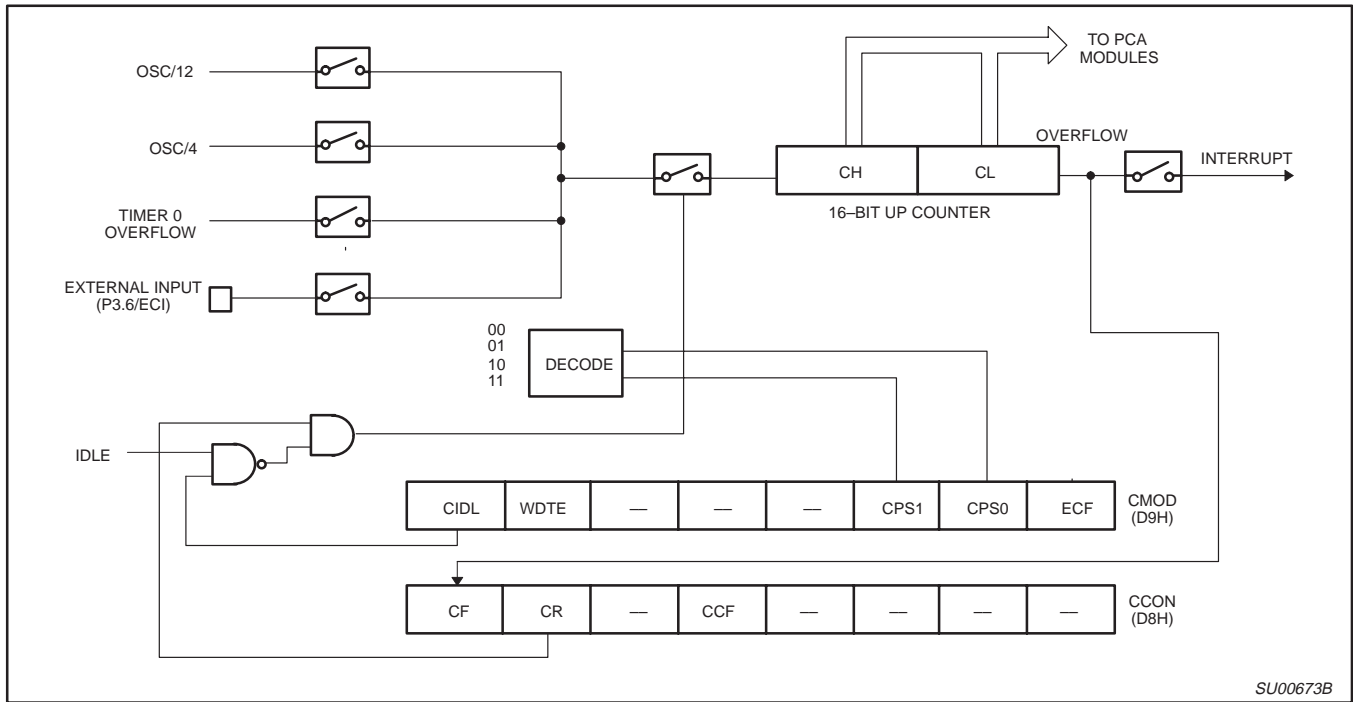 TO PCA
MODULES
OSC/12
OSC/4
OVERFLOW
INTERRUPT
CH
CL
16–BIT UP COUNTER
TIMER 0
OVERFLOW
EXTERNAL INPUT
(P3.6/ECI)
00
01
10
11
DECODE
IDLE
CIDL WDTE –– –– –– CPS1 CPS0 ECF
CMOD
(D9H)
CF CR –– CCF –– –– –– ––
CCON
(D8H)
SU00673B